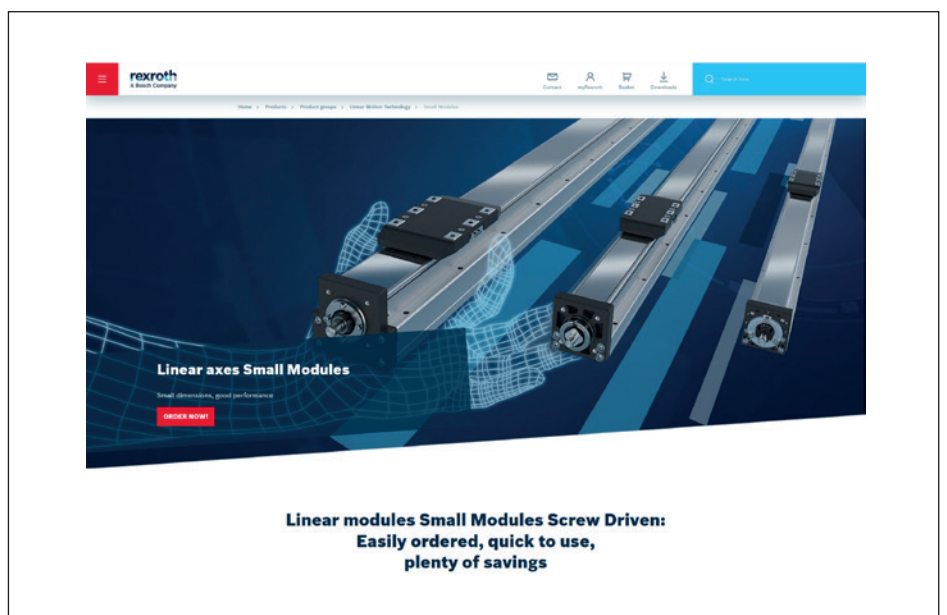 rexroth
A Bosch Company
Contact
myRexroth
Basket
Downloads
Home > Products > Product groups > Linear Motion Technology > Small Modules
Linear axes Small Modules
Small dimensions, good performance
ORDER NOW!
Linear modules Small Modules Screw Driven:
Easily ordered, quick to use,
plenty of savings